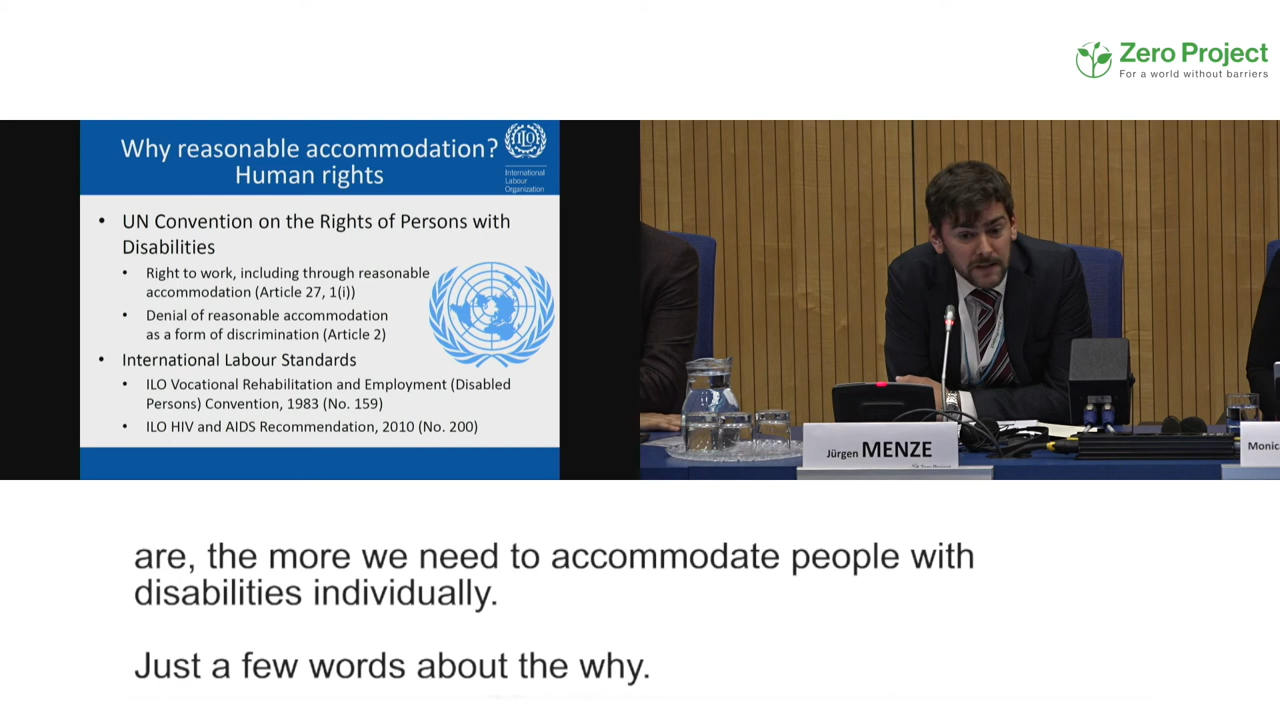 Zero Project
For a world without barriers
Why reasonable accommodation?
Human rights
ILO
International
Labour
Organization
• UN Convention on the Rights of Persons with
Disabilities
• Right to work, including through reasonable
accommodation (Article 27, 1(i))
• Denial of reasonable accommodation
as a form of discrimination (Article 2)
• International Labour Standards
• ILO Vocational Rehabilitation and Employment (Disabled
Persons) Convention, 1983 (No. 159)
• ILO HIV and AIDS Recommendation, 2010 (No. 200)
Jürgen MENZE
Zero Project
Monic
are, the more we need to accommodate people with
disabilities individually.
Just a few words about the why.